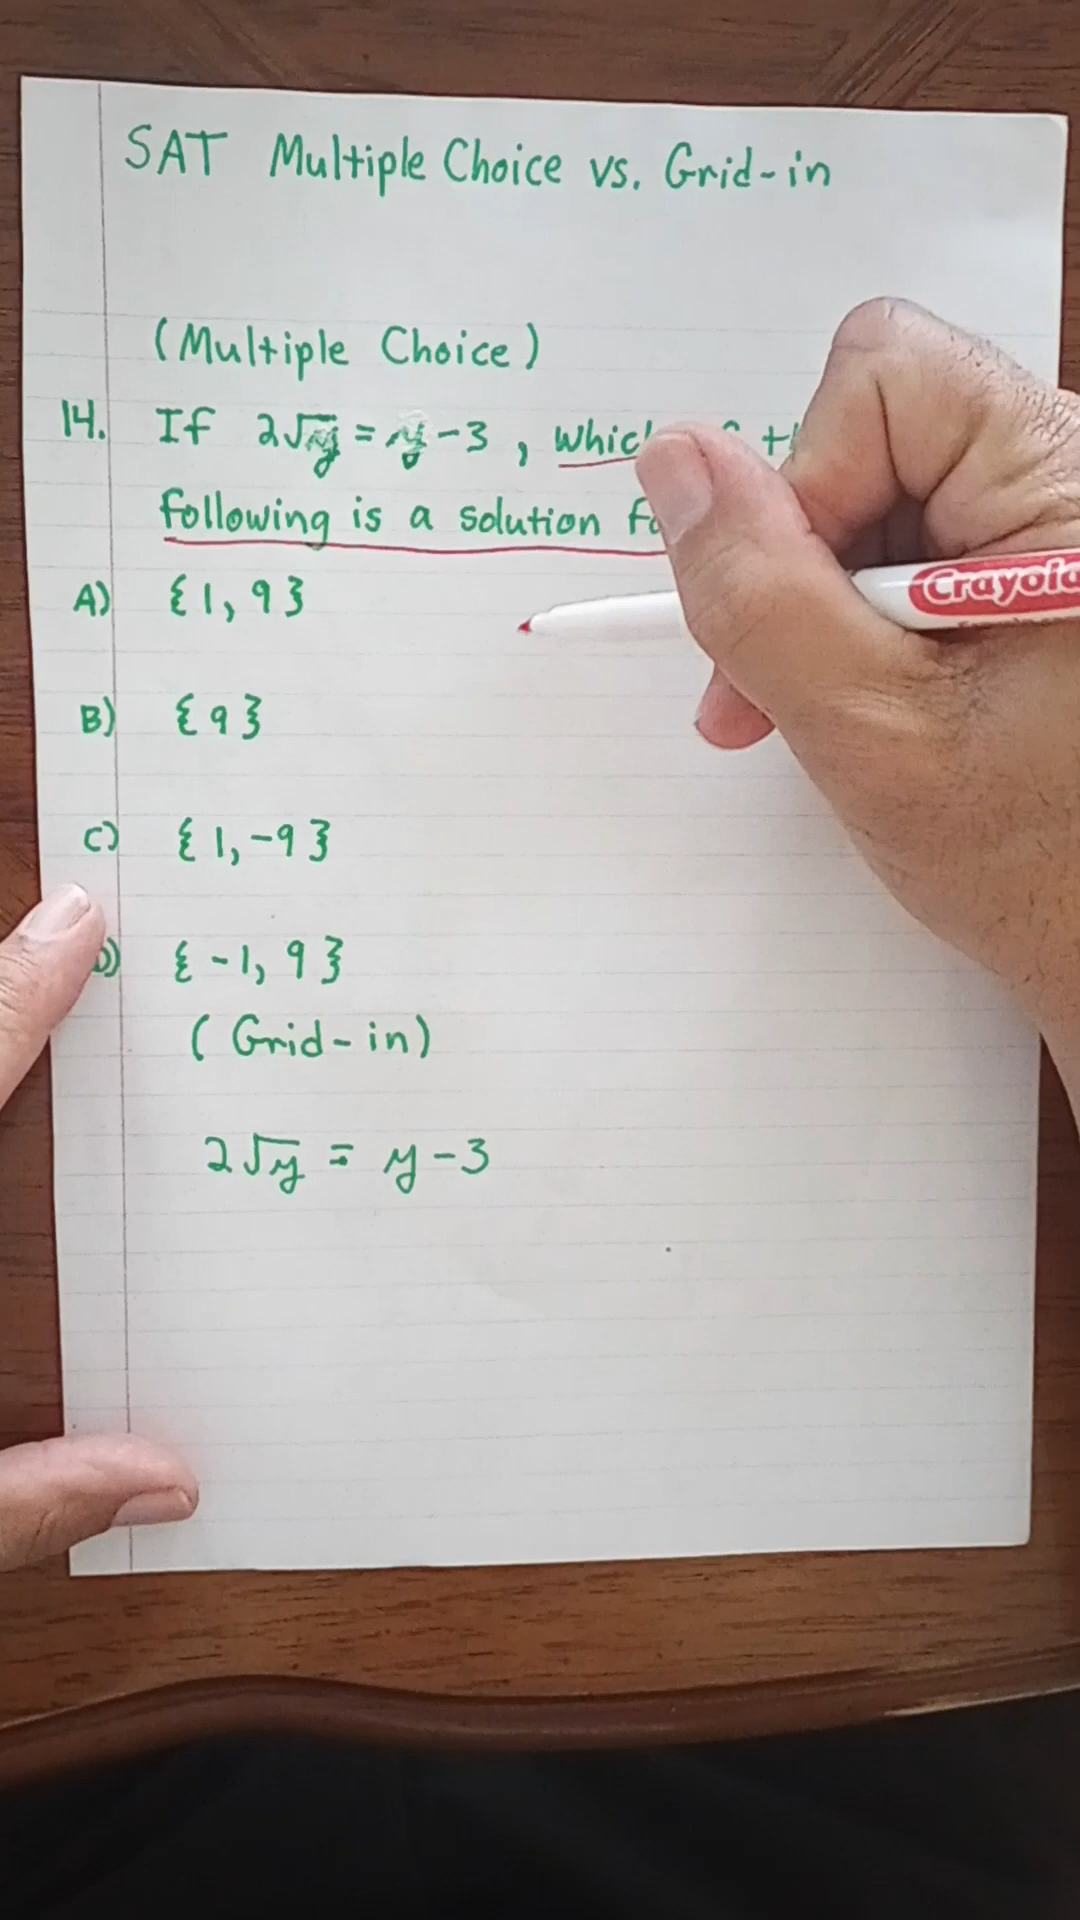 SAT Multiple Choice vs. Grid-in
(Multiple Choice)
14. If 2√y = y-3, which
following is a solution
A) {1, 9}
B) {9}
C) {1, -9}
D) {-1, 9}
(Grid-in)
2√y = y-3
Crayola